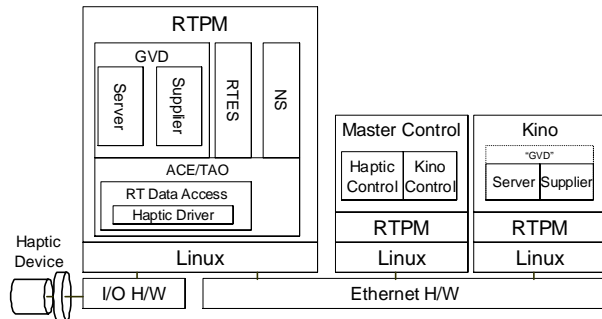 RTPM
GVD
Server
Supplier
RTES
NS
ACE/TAO
RT Data Access
Haptic Driver
Linux
Master Control
Haptic Control
Kino Control
RTPM
Linux
Kino
"GVD"
Server
Supplier
RTPM
Linux
Haptic
Device
I/O H/W
Ethernet H/W